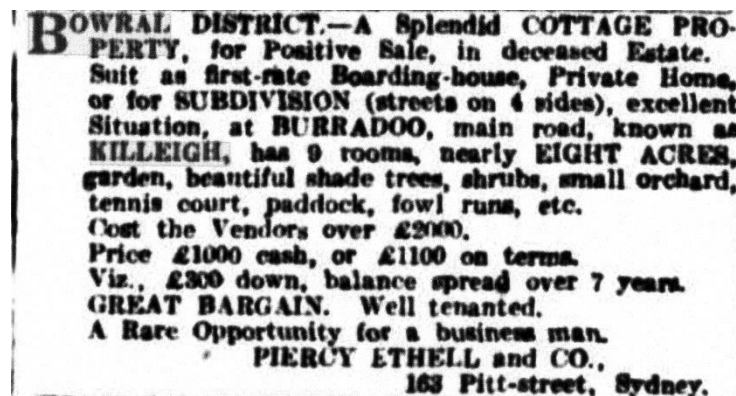 BOWRAL DISTRICT.—A Splendid COTTAGE PRO-
PERTY, for Positive Sale, in deceased Estate.
Suit as first-rate Boarding-house, Private Home,
or for SUBDIVISION (streets on 4 sides), excellent
Situation, at BURRADOO, main road, known as
KILLEIGH, has 9 rooms, nearly EIGHT ACRES,
garden, beautiful shade trees, shrubs, small orchard,
tennis court, paddock, fowl runs, etc.
Cost the Vendors over £2000.
Price £1000 cash, or £1100 on terms.
Viz., £300 down, balance spread over 7 years.
GREAT BARGAIN. Well tenanted.
A Rare Opportunity for a business man.
PIERCY ETHELL and CO.,
163 Pitt-street, Sydney.